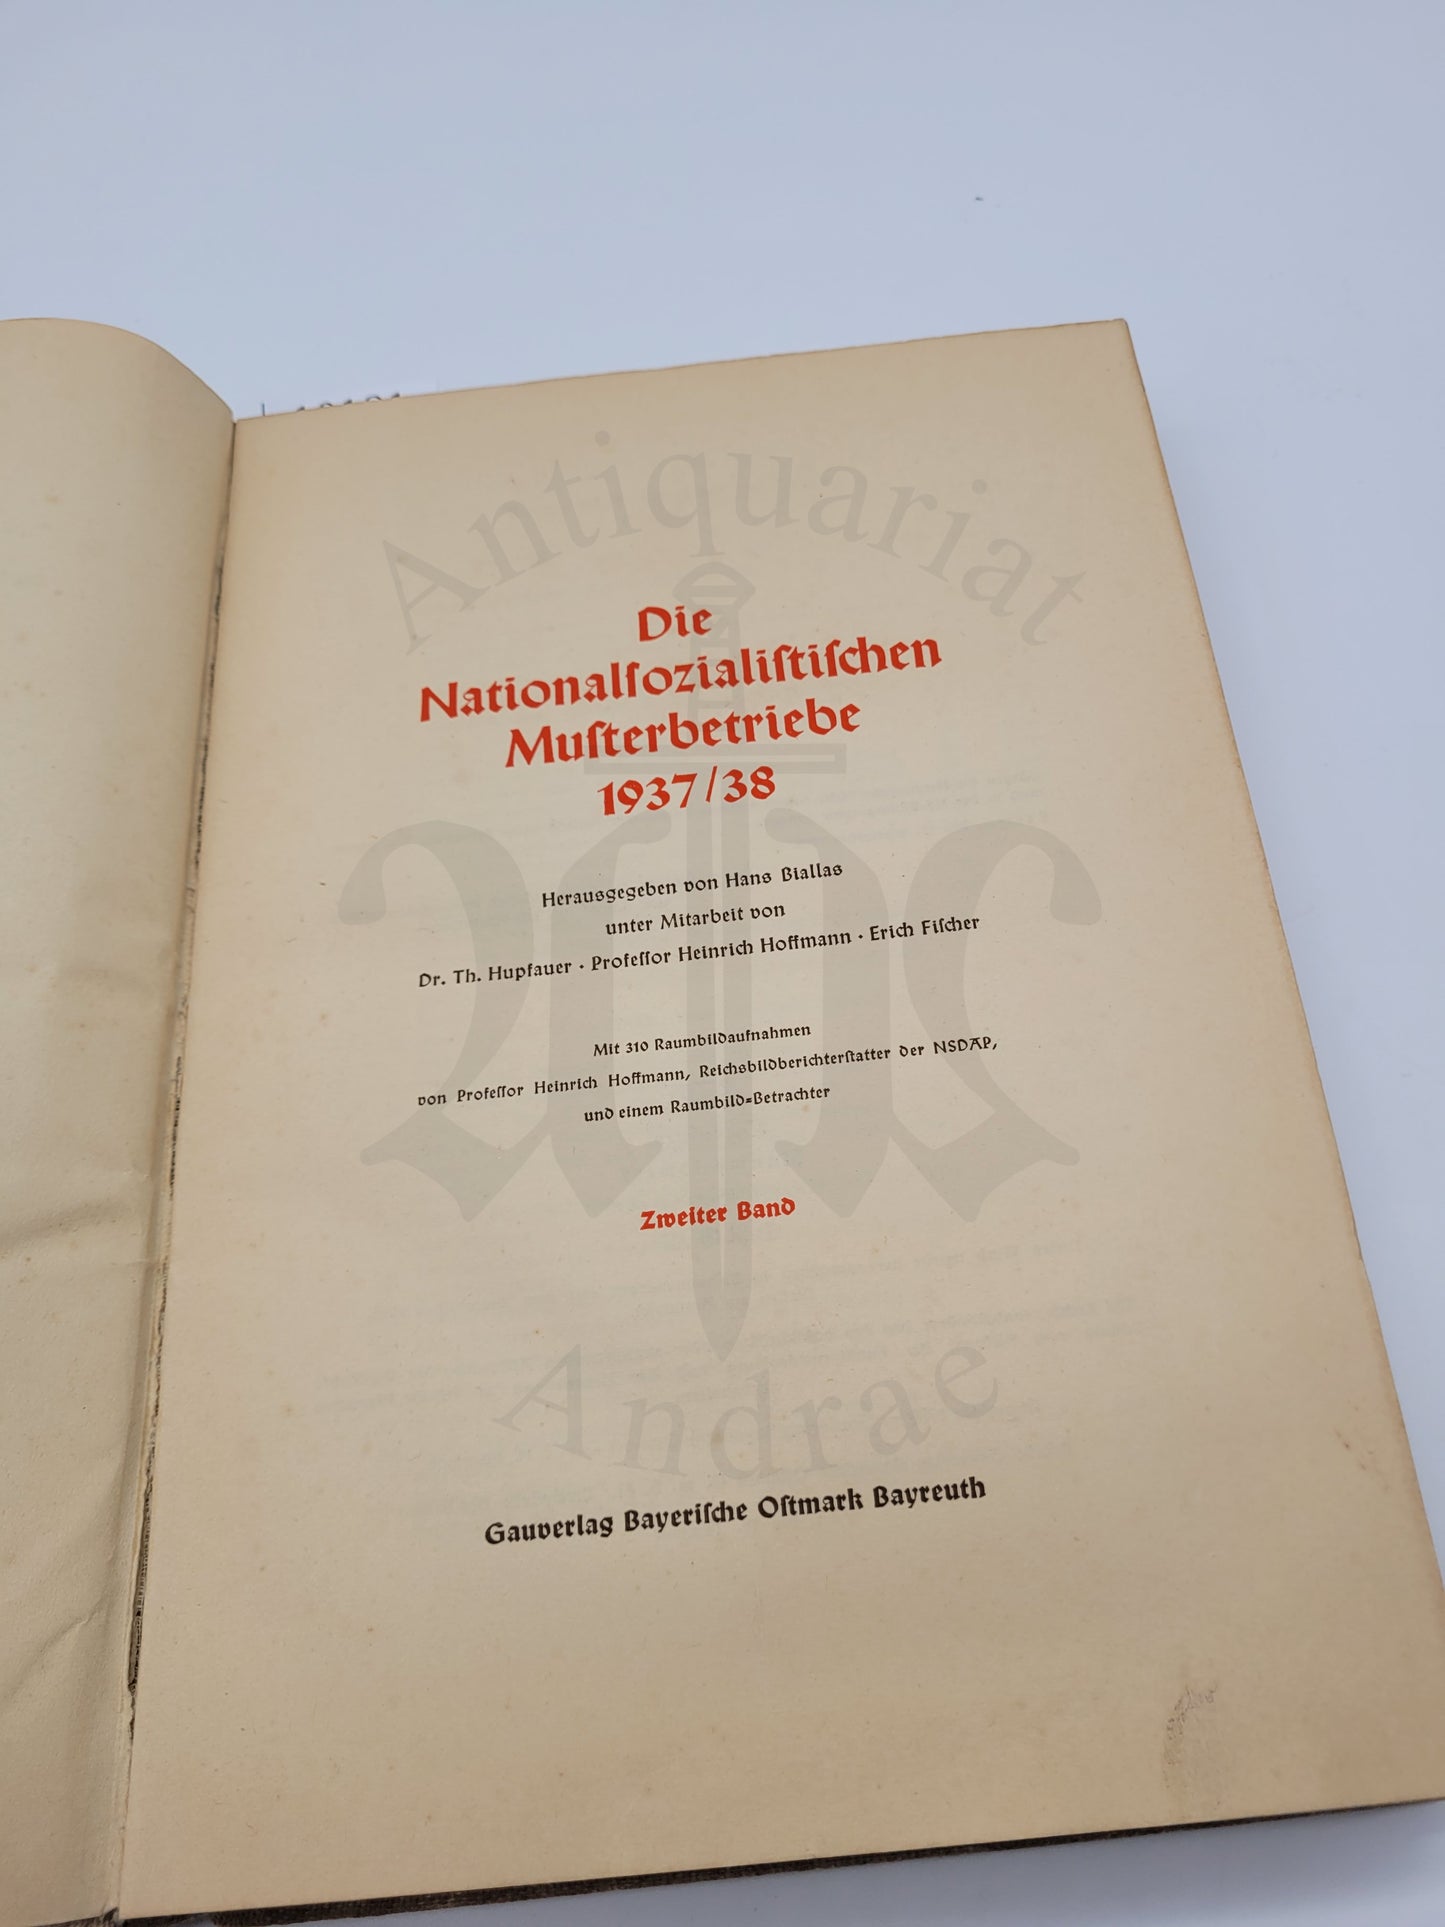 Antiquariat
Die
Nationalſozialiſtiſchen
Muſterbetriebe
1937/38
Herausgegeben von Hans Biallas
unter Mitarbeit von
Dr. Th. Hupfauer · Profeſſor Heinrich Hoffmann · Erich Fiſcher
Mit 310 Raumbildaufnahmen
von Profeſſor Heinrich Hoffmann, Reichsbildberichterſtatter der NSDAP,
und einem Raumbild=Betrachter
Zweiter Band
Andrae
Gauverlag Bayeriſche Oſtmark Bayreuth